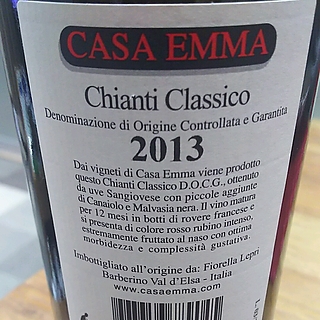 CASA EMMA
Chianti Classico
Denominazione di Origine Controllata e Garantita
2013
Dai vigneti di Casa Emma viene prodotto
questo Chianti Classico D.O.C.G., ottenuto
da uve Sangiovese con piccole aggiunte
di Canaiolo e Malvasia nera. Il vino matura
per 12 mesi in botti di rovere francese e
si presenta di colore rosso rubino intenso,
estremamente fruttato al naso con ottima
morbidezza e complessità gustativa.
Imbottigliato all'origine da: Fiorella Lepri
Barberino Val d'Elsa - Italia
www.casaemma.com